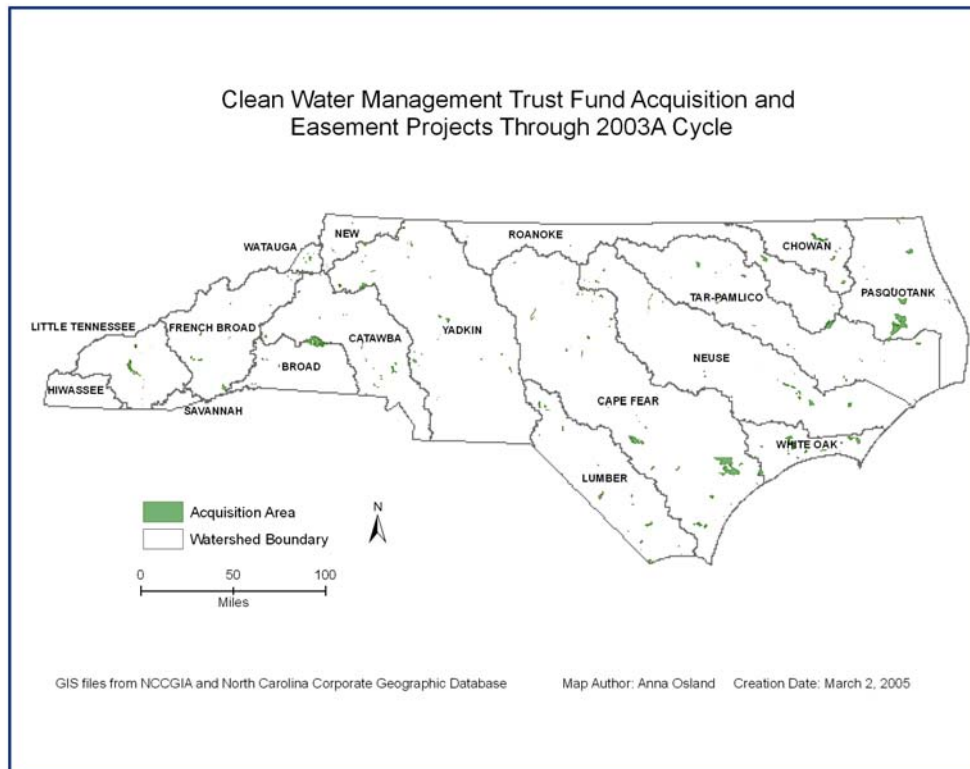 Clean Water Management Trust Fund Acquisition and
Easement Projects Through 2003A Cycle
NEW
ROANOKE
WATAUGA
CHOWAN
PASQUOTANK
TAR-PAMLICO
LITTLE TENNESSEE
FRENCH BROAD
CATAWBA
YADKIN
NEUSE
BROAD
HIWASSEE
SAVANNAH
CAPE FEAR
WHITE OAK
LUMBER
Acquisition Area
Watershed Boundary
N
0 50 100
Miles
GIS files from NCCGIA and North Carolina Corporate Geographic Database Map Author: Anna Osland Creation Date: March 2, 2005